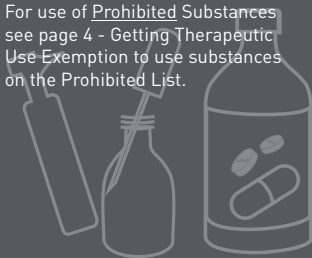 For use of Prohibited Substances
see page 4 - Getting Therapeutic
Use Exemption to use substances
on the Prohibited List.